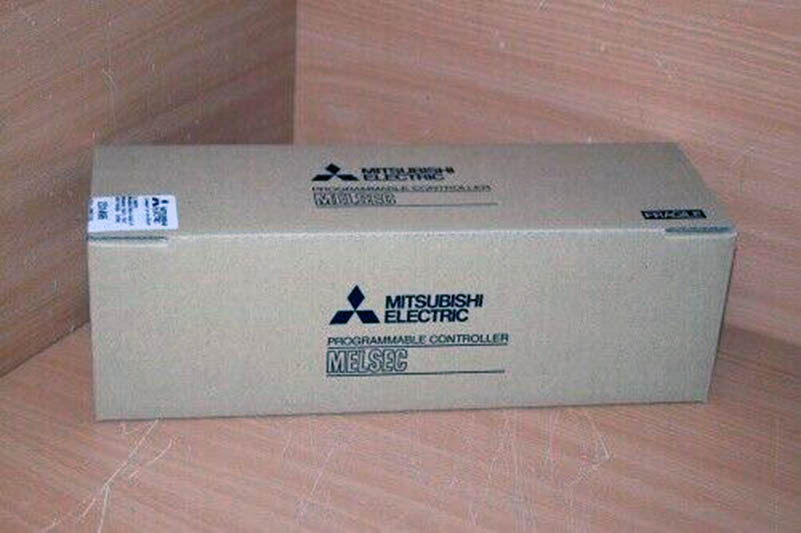 MITSUBISHI
ELECTRIC
PROGRAMMABLE CONTROLLER
MELSEC
FRAGILE
MITSUBISHI
ELECTRIC
PROGRAMMABLE CONTROLLER
MELSEC